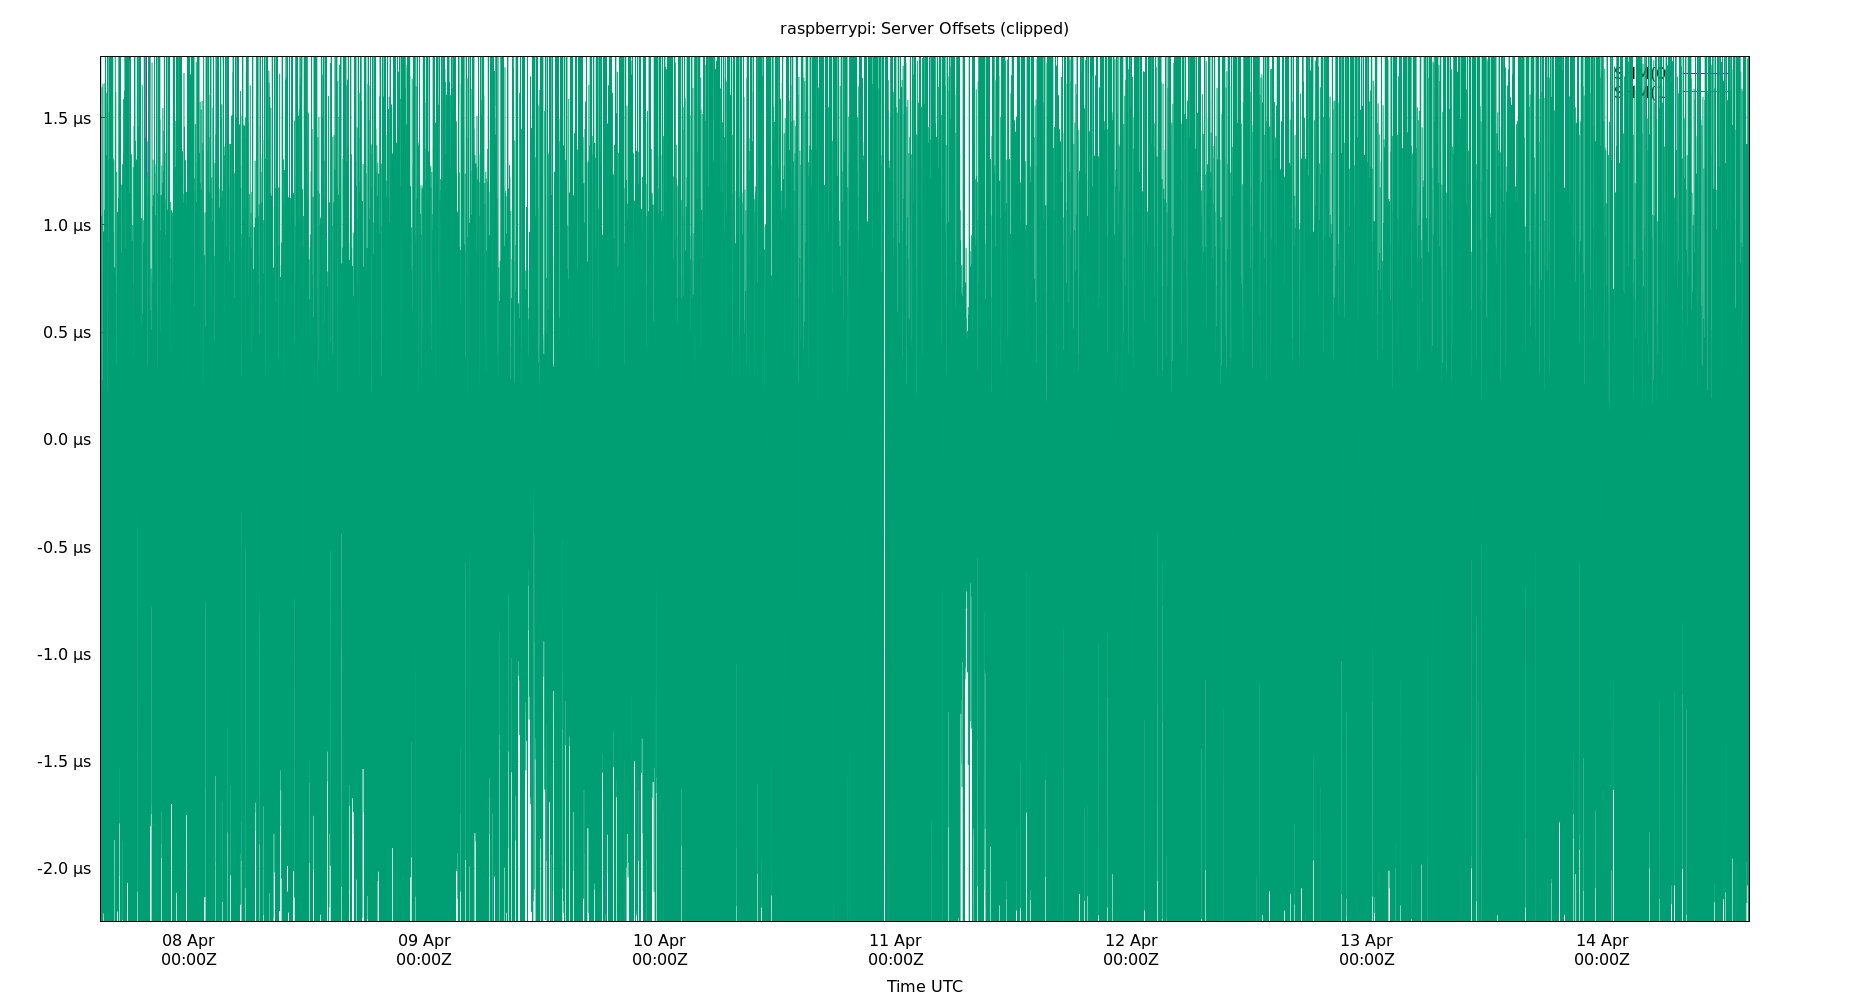 raspberrypi: Server Offsets (clipped)
1.5 µs
1.0 µs
0.5 µs
0.0 µs
-0.5 µs
-1.0 µs
-1.5 µs
-2.0 µs
08 Apr 09 Apr 10 Apr 11 Apr 12 Apr 13 Apr 14 Apr
00:00Z 00:00Z 00:00Z 00:00Z 00:00Z 00:00Z 00:00Z
Time UTC